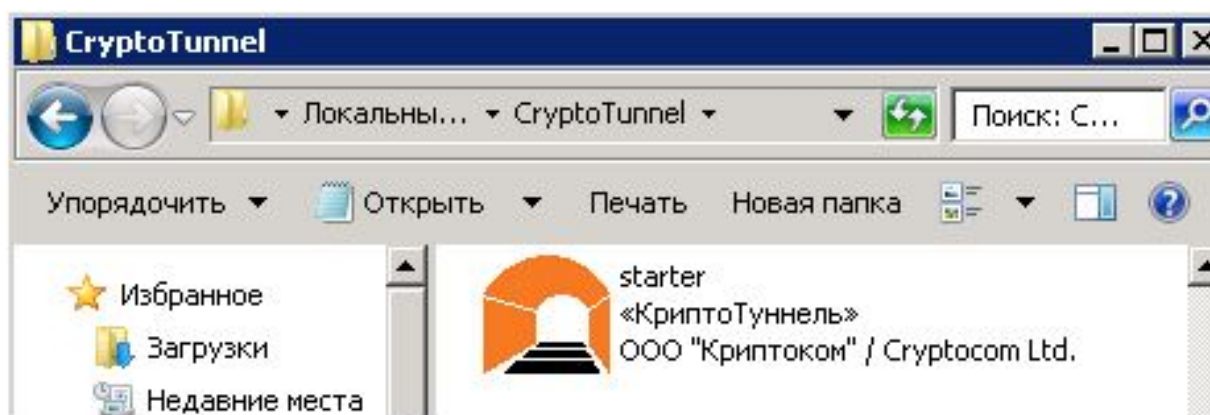 CryptoTunnel
Локальны... CryptoTunnel Поиск: С...
Упорядочить Открыть Печать Новая папка
Избранное
Загрузки
Недавние места
starter
«КриптоТуннель»
ООО "Криптоком" / Cryptocom Ltd.